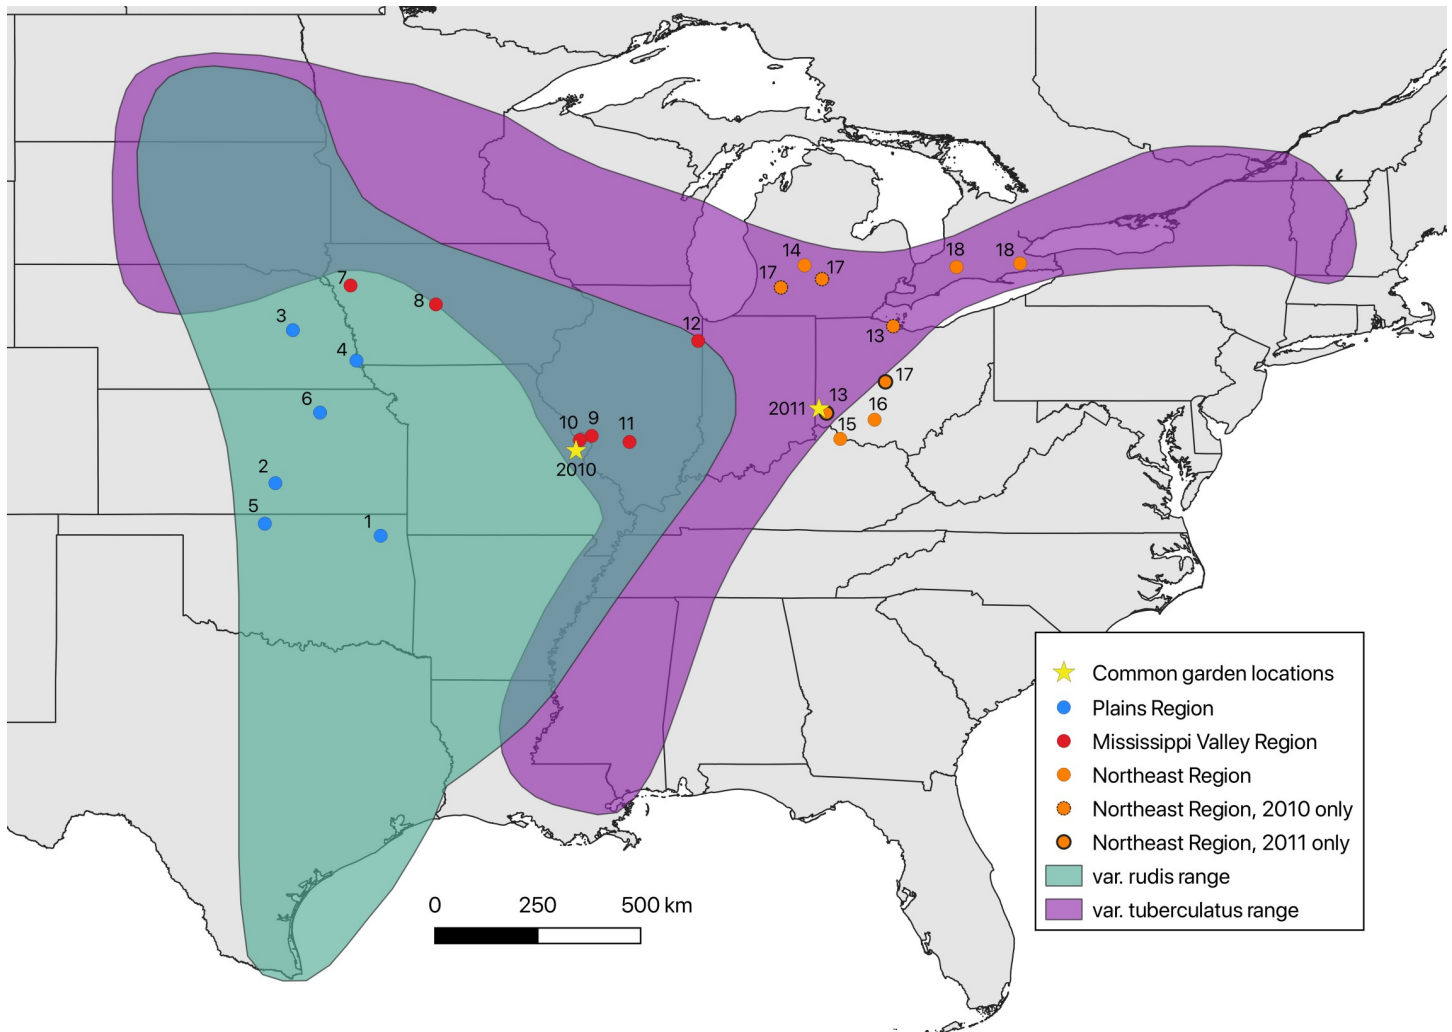 14
18
18
17
17
7
8
3
12
13
4
17
6
2011
13
16
10
9
11
15
2010
2
5
1
Common garden locations
Plains Region
Mississippi Valley Region
Northeast Region
Northeast Region, 2010 only
Northeast Region, 2011 only
var. rudis range
var. tuberculatus range
0
250
500 km